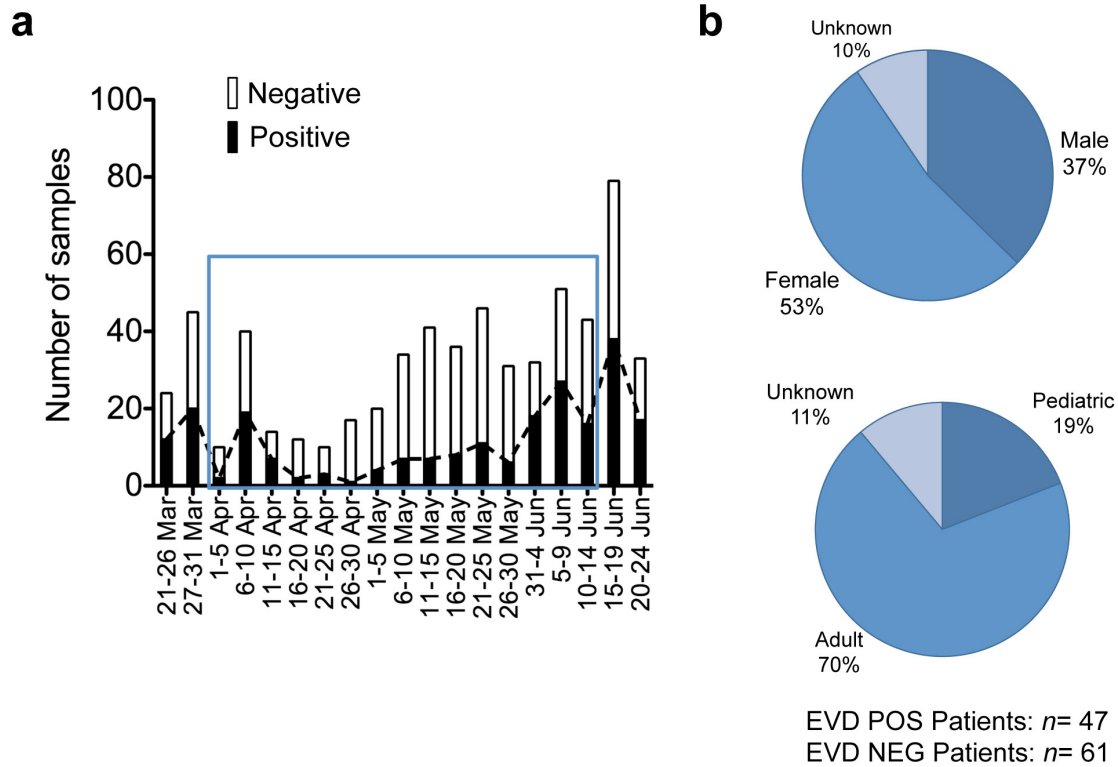 a
Negative
Positive
Number of samples
100
80
60
40
20
0
21-26 Mar
27-31 Mar
1-5 Apr
6-10 Apr
11-15 Apr
16-20 Apr
21-25 Apr
26-30 Apr
1-5 May
6-10 May
11-15 May
16-20 May
21-25 May
26-30 May
31-4 Jun
5-9 Jun
10-14 Jun
15-19 Jun
20-24 Jun
b
Unknown
10%
Male
37%
Female
53%
Unknown
11%
Pediatric
19%
Adult
70%
EVD POS Patients: n= 47
EVD NEG Patients: n= 61